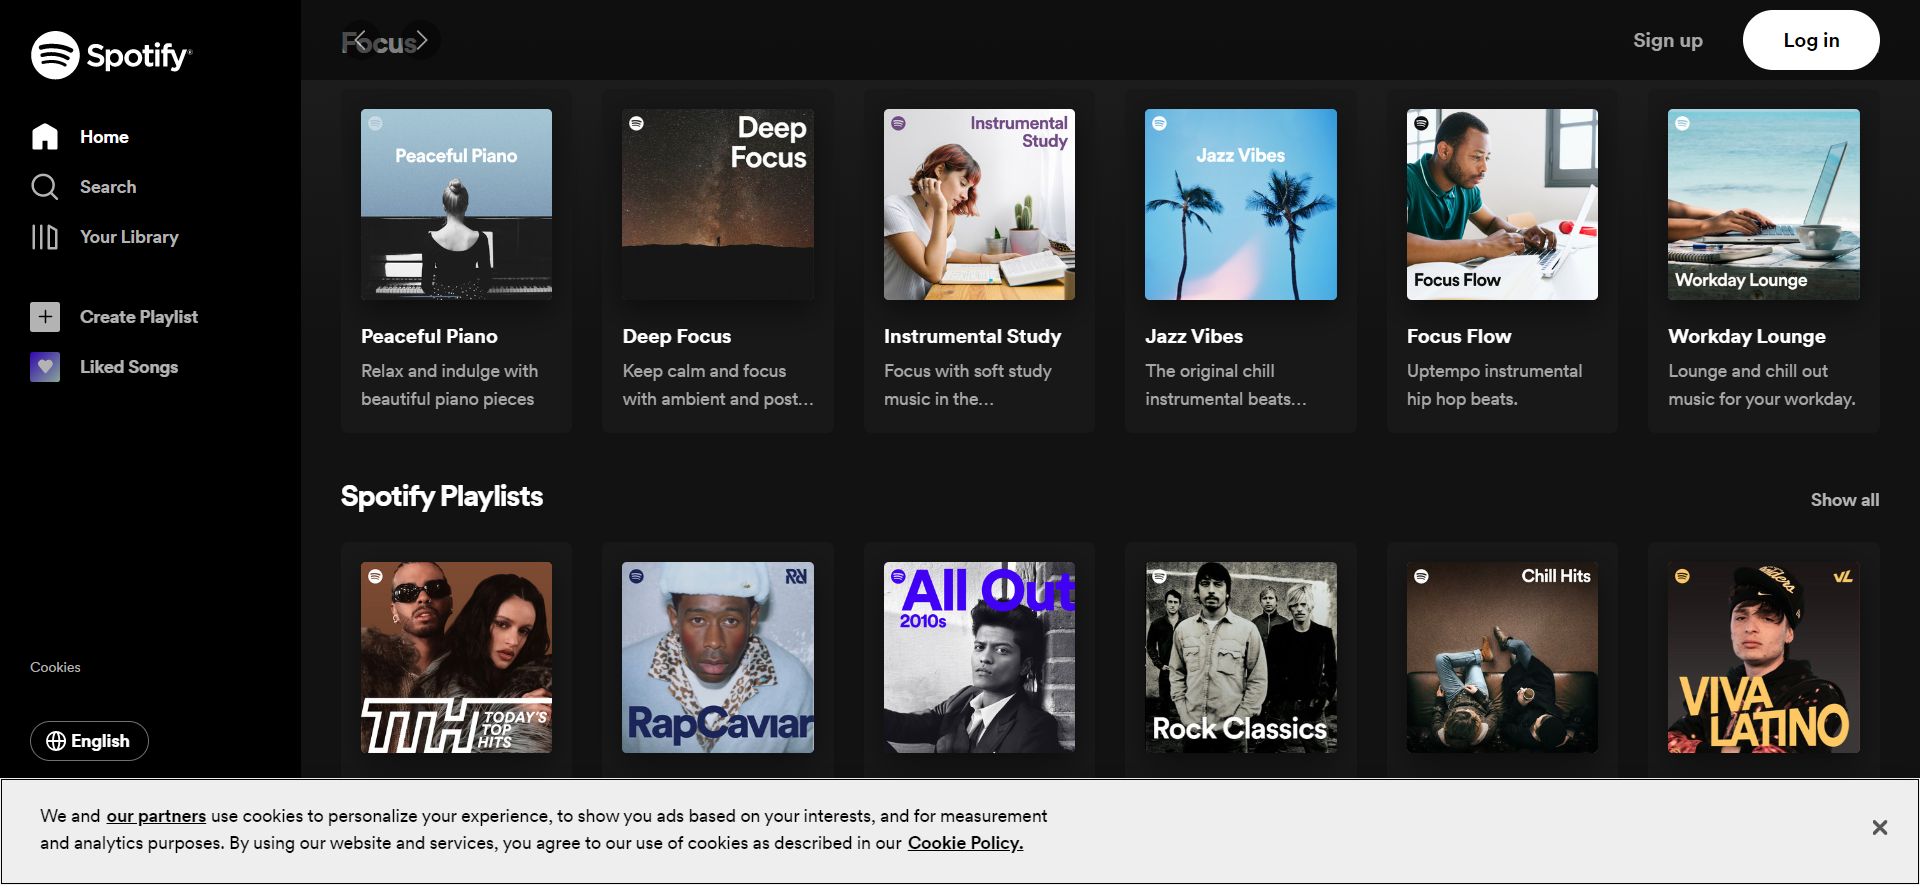 Spotify
Home
Search
Your Library
Create Playlist
Liked Songs
Cookies
English
Focus
Sign up
Log in
Peaceful Piano
Deep
Focus
Instrumental
Study
Jazz Vibes
Focus Flow
Workday Lounge
Peaceful Piano
Relax and indulge with
beautiful piano pieces
Deep Focus
Keep calm and focus
with ambient and post...
Instrumental Study
Focus with soft study
music in the...
Jazz Vibes
The original chill
instrumental beats...
Focus Flow
Uptempo instrumental
hip hop beats.
Workday Lounge
Lounge and chill out
music for your workday.
Spotify Playlists
Show all
TTH TODAY'S
TOP
HITS
RapCaviar
All Out
2010s
Rock Classics
Chill Hits
VL
VIVA
LATINO
We and our partners use cookies to personalize your experience, to show you ads based on your interests, and for measurement
and analytics purposes. By using our website and services, you agree to our use of cookies as described in our Cookie Policy.